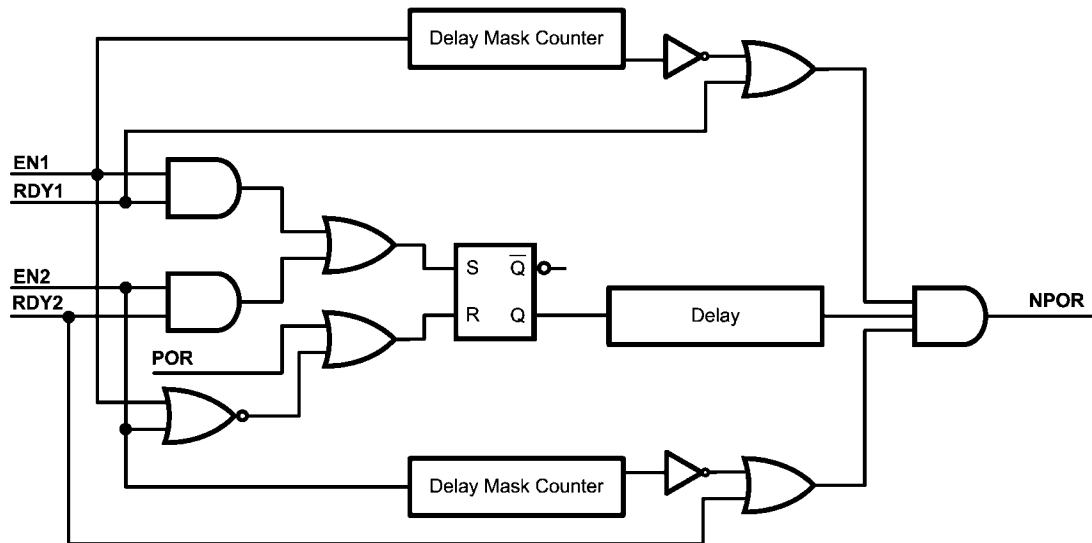 Delay Mask Counter
EN1
RDY1
EN2
RDY2
S Q̅
R Q
POR
Delay
NPOR
Delay Mask Counter